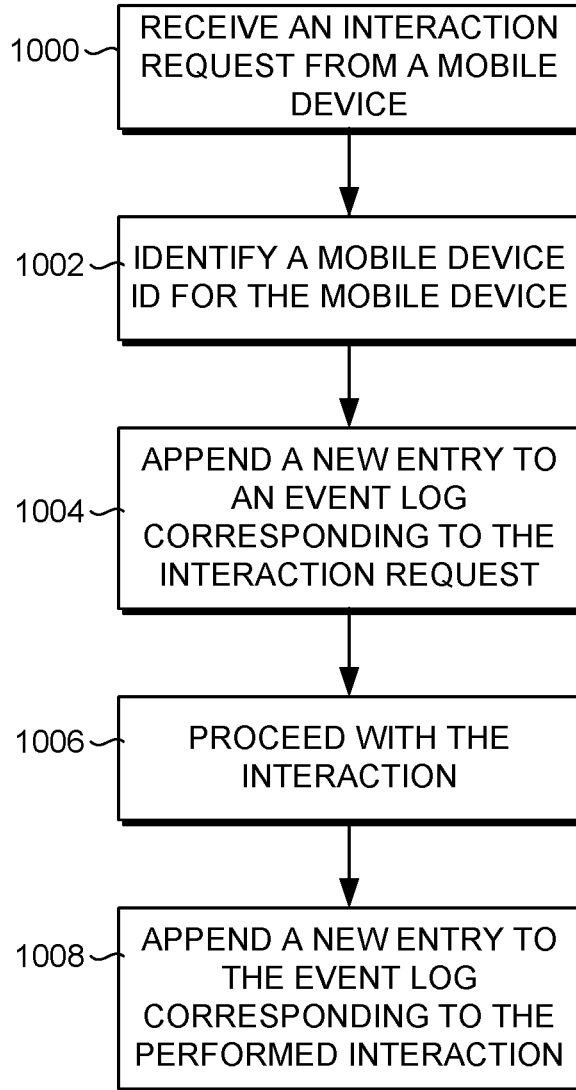 1000
RECEIVE AN INTERACTION
REQUEST FROM A MOBILE
DEVICE
1002
IDENTIFY A MOBILE DEVICE
ID FOR THE MOBILE DEVICE
1004
APPEND A NEW ENTRY TO
AN EVENT LOG
CORRESPONDING TO THE
INTERACTION REQUEST
1006
PROCEED WITH THE
INTERACTION
1008
APPEND A NEW ENTRY TO
THE EVENT LOG
CORRESPONDING TO THE
PERFORMED INTERACTION